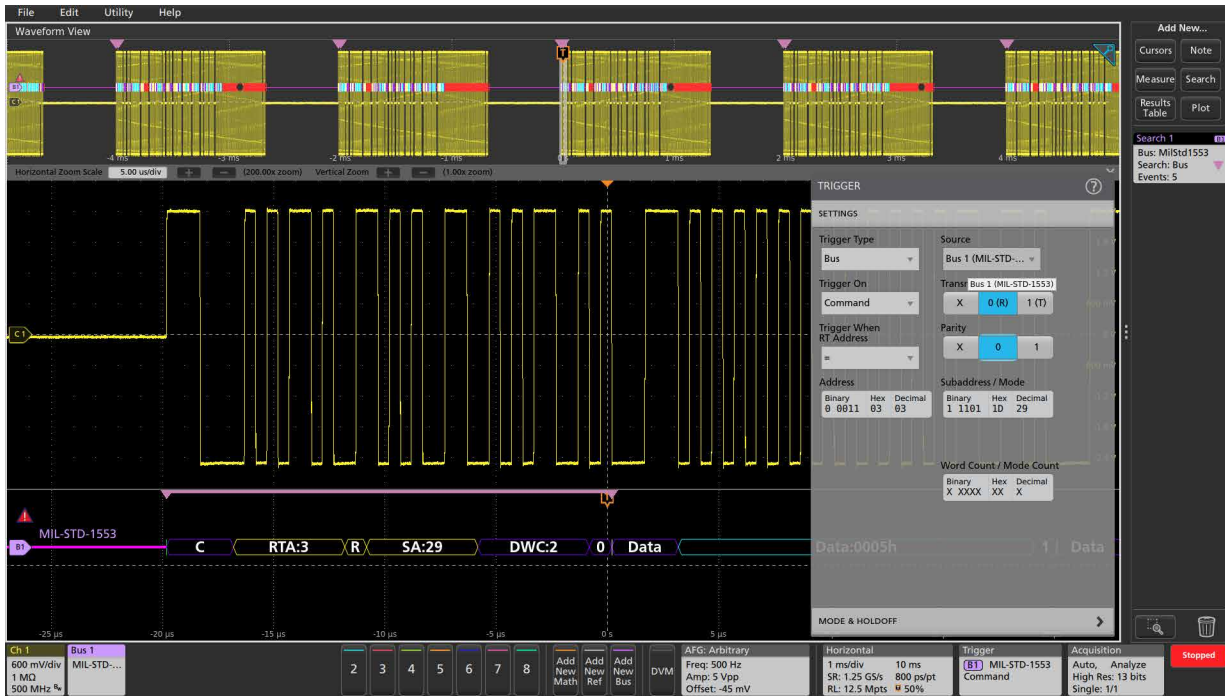 File Edit Utility Help
Waveform View
Add New...
Cursors Note
Measure Search
Results Table Plot
T
B1
C1
-4 ms -3 ms -2 ms 1 ms 2 ms 3 ms 4 ms
Search 1 B1
Bus: MilStd1553
Search: Bus
Events: 5
Horizontal Zoom Scale 5.00 us/div + - (200.00x zoom) Vertical Zoom + - (1.00x zoom)
TRIGGER ?
SETTINGS
Trigger Type Source
Bus Bus 1 (MIL-STD-...
Trigger On
Bus 1 (MIL-STD-1553)
Command X 0 (R) 1 (T)
Trigger When
RT Address Parity
= X 0 1
Address Subaddress / Mode
Binary Hex Decimal Binary Hex Decimal
0 0011 03 03 1 1101 1D 29
Word Count / Mode Count
Binary Hex Decimal
X XXXX XX X
C1
MIL-STD-1553
B1 C RTA:3 R SA:29 DWC:2 0 Data Data:0005h 1 Data
MODE & HOLDOFF
-25 µs -20 µs -15 µs -10 µs -5 µs 0 s 5 µs
Ch 1
600 mV/div
1 MΩ
500 MHz Bw
Bus 1
MIL-STD-...
2 3 4 5 6 7 8
Add New Math
Add New Ref
Add New Bus
DVM
AFG: Arbitrary
Freq: 500 Hz
Amp: 5 Vpp
Offset: -45 mV
Horizontal
1 ms/div 10 ms
SR: 1.25 GS/s 800 ps/pt
RL: 12.5 Mpts 50%
Trigger
B1 MIL-STD-1553
Command
Acquisition
Auto, Analyze
High Res: 13 bits
Single: 1/1
Stopped